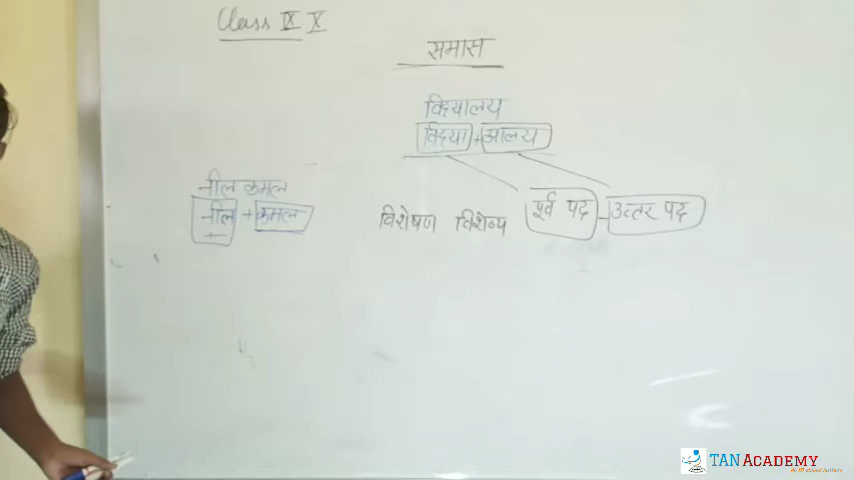 Class IX X
समास
विद्यालय
विद्या + आलय
नील कमल
नील + कमल
विशेषण विशेष्य पूर्व पद - उत्तर पद
TAN ACADEMY